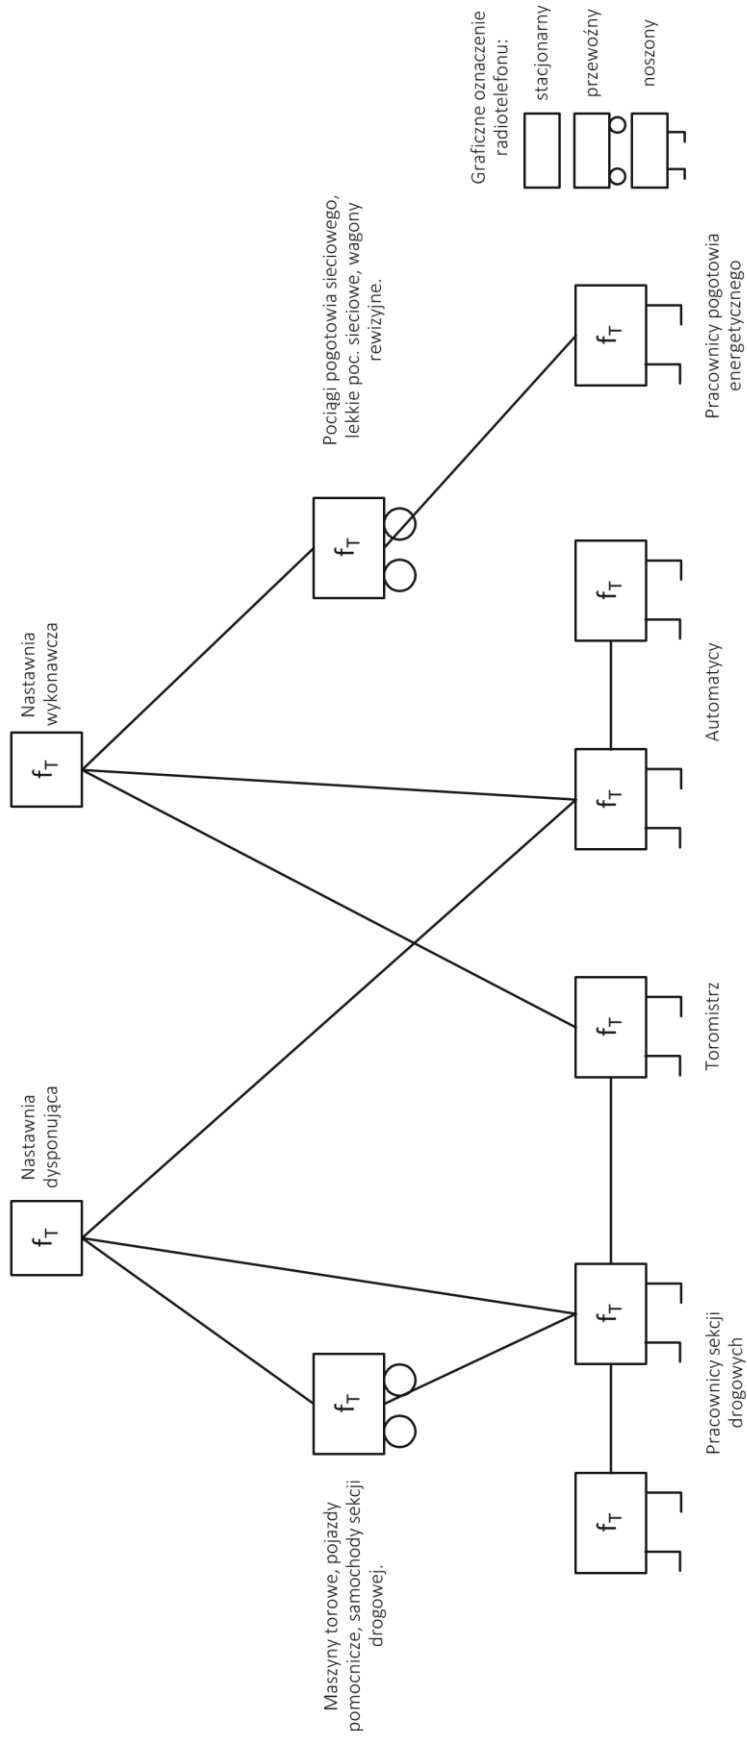 Nastawnia
dysponująca
f_T
Nastawnia
wykonawcza
f_T
Maszyny torowe, pojazdy
pomocnicze, samochody sekcji
drogowej.
f_T
f_T
Pociągi pogotowia sieciowego,
lekkie poc. sieciowe, wagony
rewizyjne.
Graficzne oznaczenie
radiotelefonu:
stacjonarny
przewoźny
noszony
f_T
f_T
f_T
f_T
f_T
f_T
Pracownicy sekcji
drogowych
Toromistrz
Automatycy
Pracownicy pogotowia
energetycznego